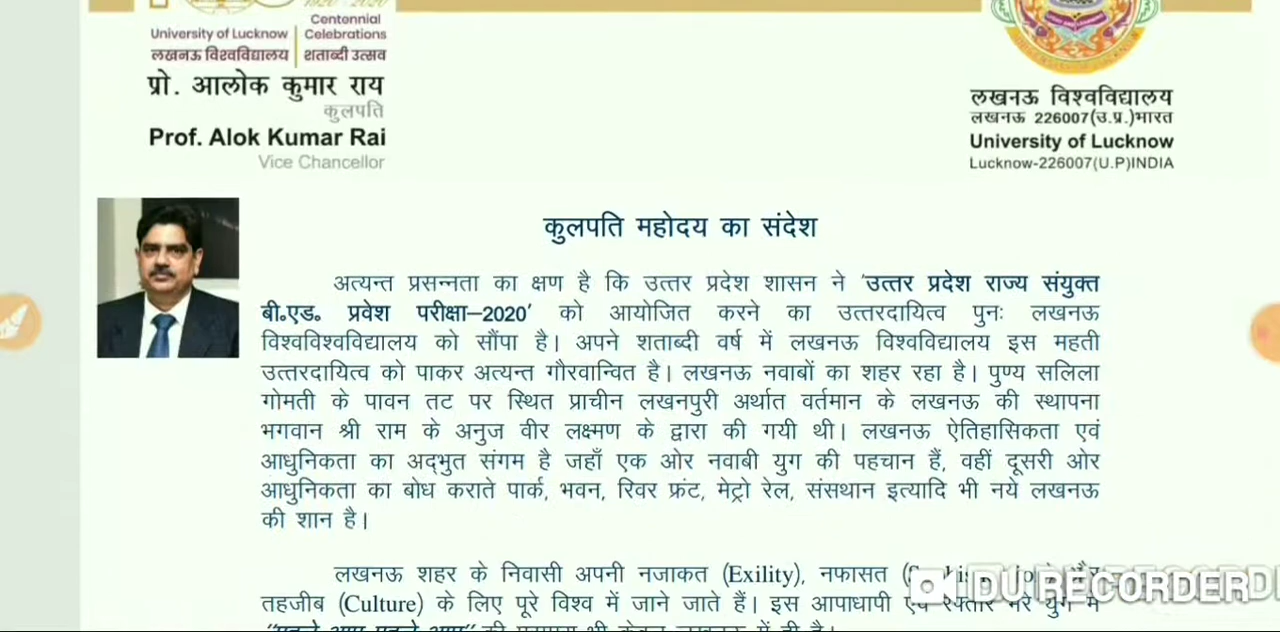 1920-2020
Centennial
University of Lucknow Celebrations
लखनऊ विश्वविद्यालय शताब्दी उत्सव
प्रो. आलोक कुमार राय
कुलपति
Prof. Alok Kumar Rai
Vice Chancellor
लखनऊ विश्वविद्यालय
लखनऊ 226007(उ.प्र.)भारत
University of Lucknow
Lucknow-226007(U.P)INDIA
कुलपति महोदय का संदेश
अत्यन्त प्रसन्नता का क्षण है कि उत्तर प्रदेश शासन ने 'उत्तर प्रदेश राज्य संयुक्त
बी॰एड॰ प्रवेश परीक्षा–2020' को आयोजित करने का उत्तरदायित्व पुनः लखनऊ
विश्वविश्वविद्यालय को सौंपा है। अपने शताब्दी वर्ष में लखनऊ विश्वविद्यालय इस महती
उत्तरदायित्व को पाकर अत्यन्त गौरवान्वित है। लखनऊ नवाबों का शहर रहा है। पुण्य सलिला
गोमती के पावन तट पर स्थित प्राचीन लखनपुरी अर्थात वर्तमान के लखनऊ की स्थापना
भगवान श्री राम के अनुज वीर लक्ष्मण के द्वारा की गयी थी। लखनऊ ऐतिहासिकता एवं
आधुनिकता का अद्भुत संगम है जहाँ एक ओर नवाबी युग की पहचान हैं, वहीं दूसरी ओर
आधुनिकता का बोध कराते पार्क, भवन, रिवर फ्रंट, मेट्रो रेल, संसथान इत्यादि भी नये लखनऊ
की शान है।
लखनऊ शहर के निवासी अपनी नजाकत (Exility), नफासत
तहजीब (Culture) के लिए पूरे विश्व में जाने जाते हैं। इस आपाधापी एवं रफ्तार भरे युग में
DU RECORDER